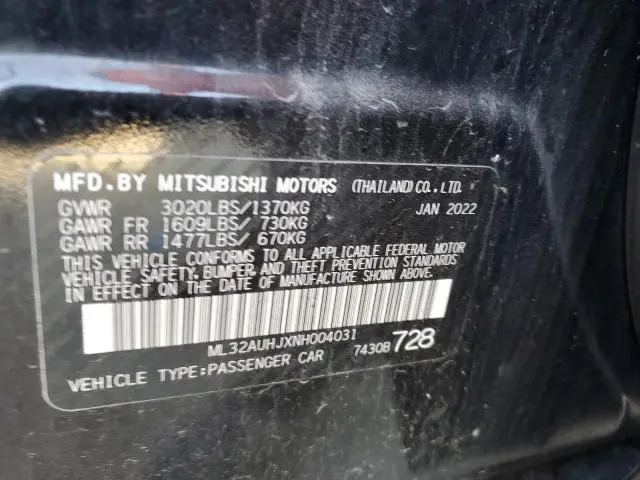 MFD.BY MITSUBISHI MOTORS (THAILAND)CO.,LTD.
GVWR 3020LBS/1370KG JAN 2022
GAWR FR 1609LBS/ 730KG
GAWR RR 1477LBS/ 670KG
THIS VEHICLE CONFORMS TO ALL APPLICABLE FEDERAL MOTOR
VEHICLE SAFETY, BUMPER, AND THEFT PREVENTION STANDARDS
IN EFFECT ON THE DATE OF MANUFACTURE SHOWN ABOVE.
ML32AUHJXNH004031
VEHICLE TYPE:PASSENGER CAR 7430B 728